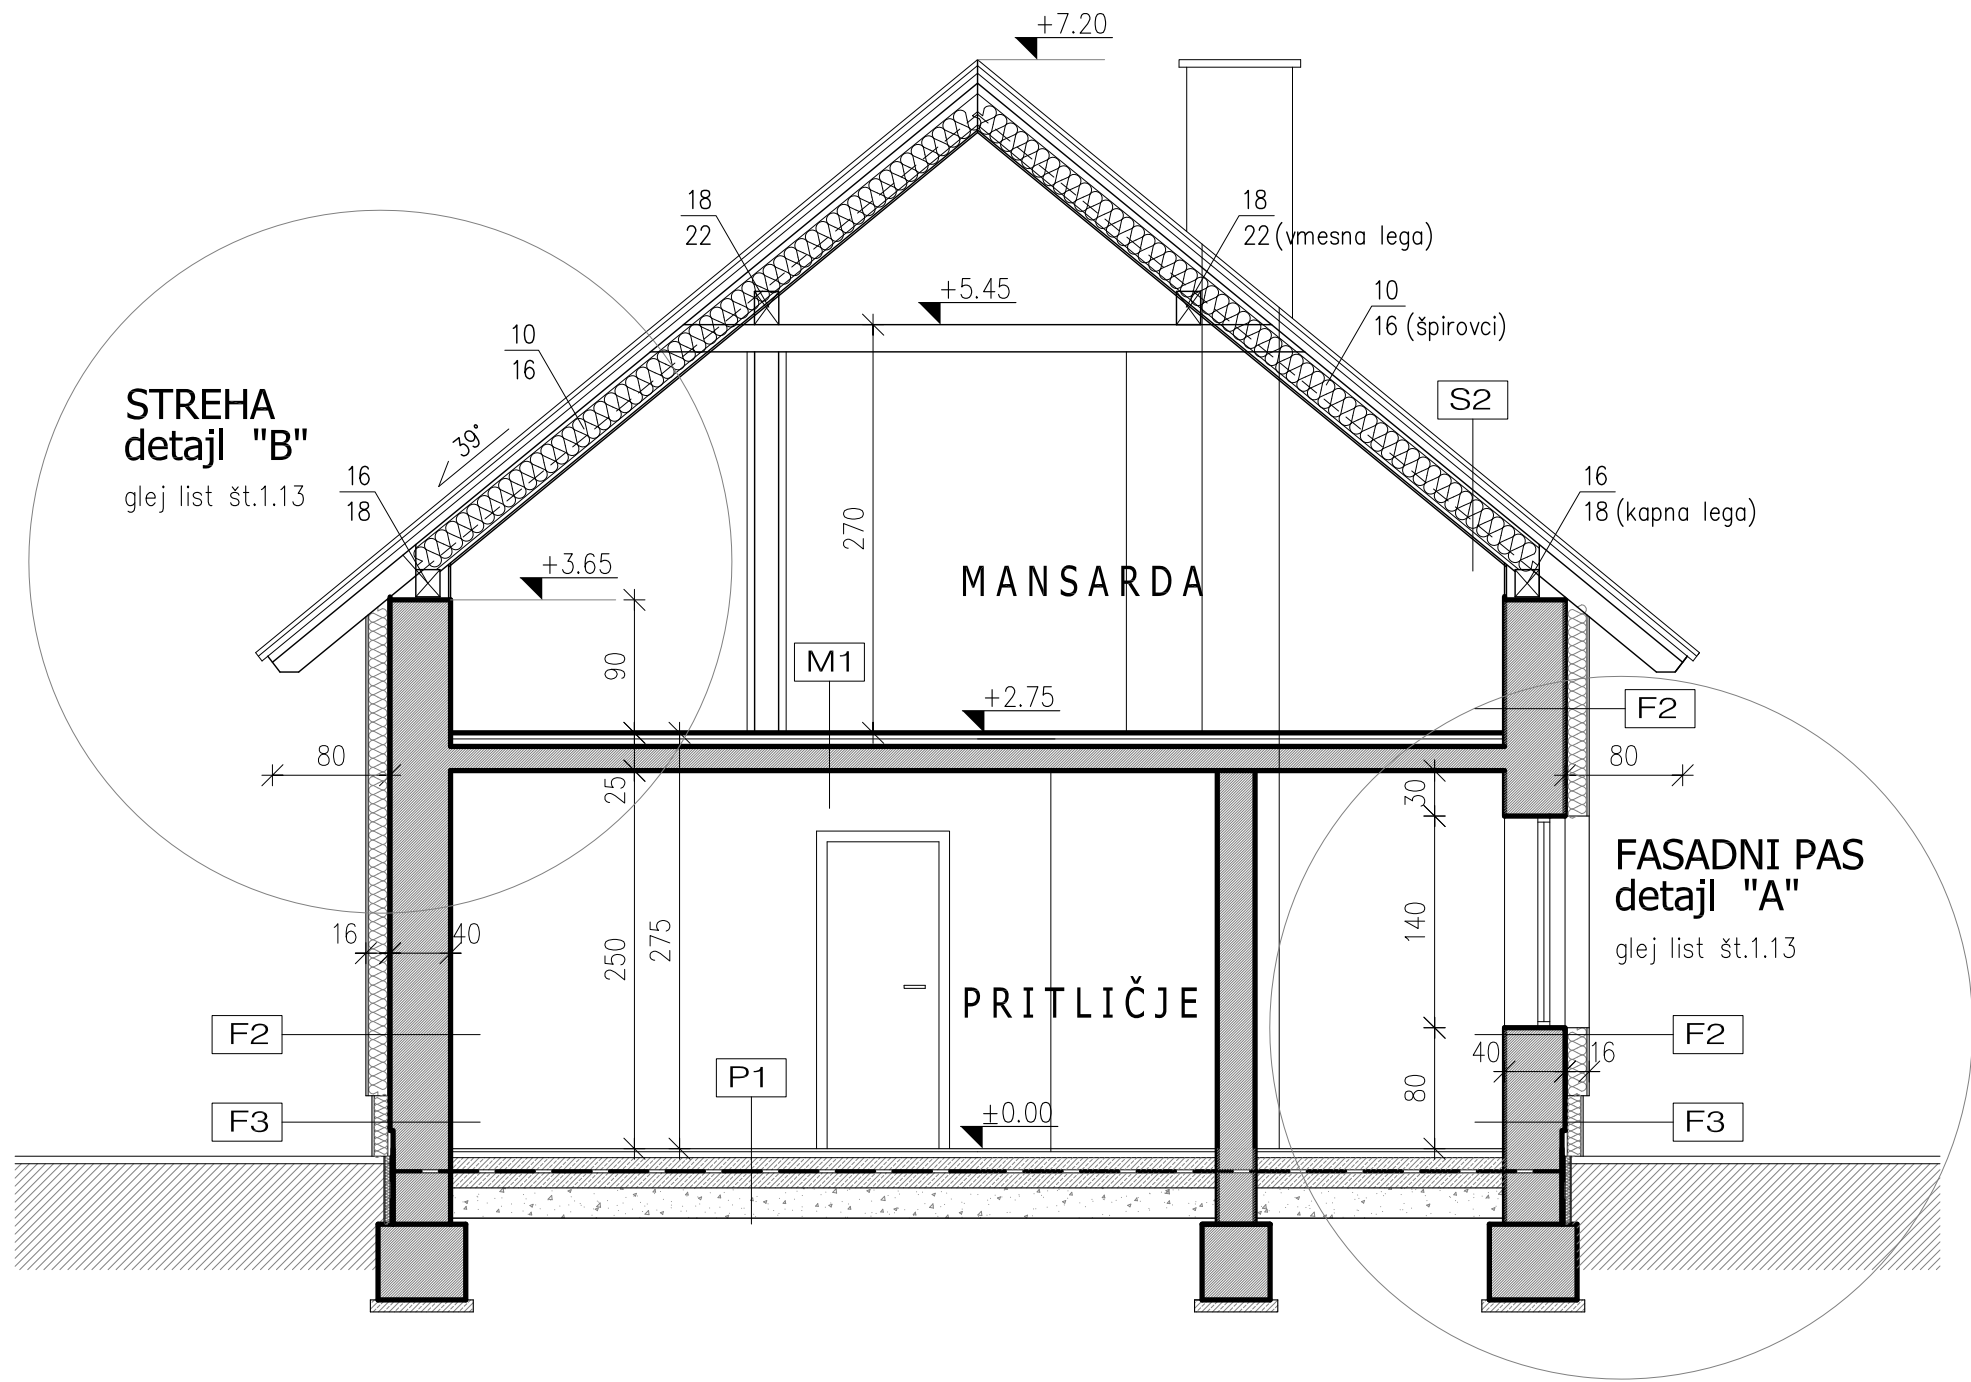 +7.20
18
22
18
22 (vmesna lega)
+5.45
10
16 (špirovci)
10
16
STREHA
detajl "B"
glej list št.1.13
39°
S2
16
18
16
18 (kapna lega)
270
+3.65
MANSARDA
90
M1
+2.75
F2
80
80
25
30
FASADNI PAS
detajl "A"
glej list št.1.13
16
40
250
275
140
PRITLIČJE
F2
F2
40
16
P1
80
F3
±0.00
F3